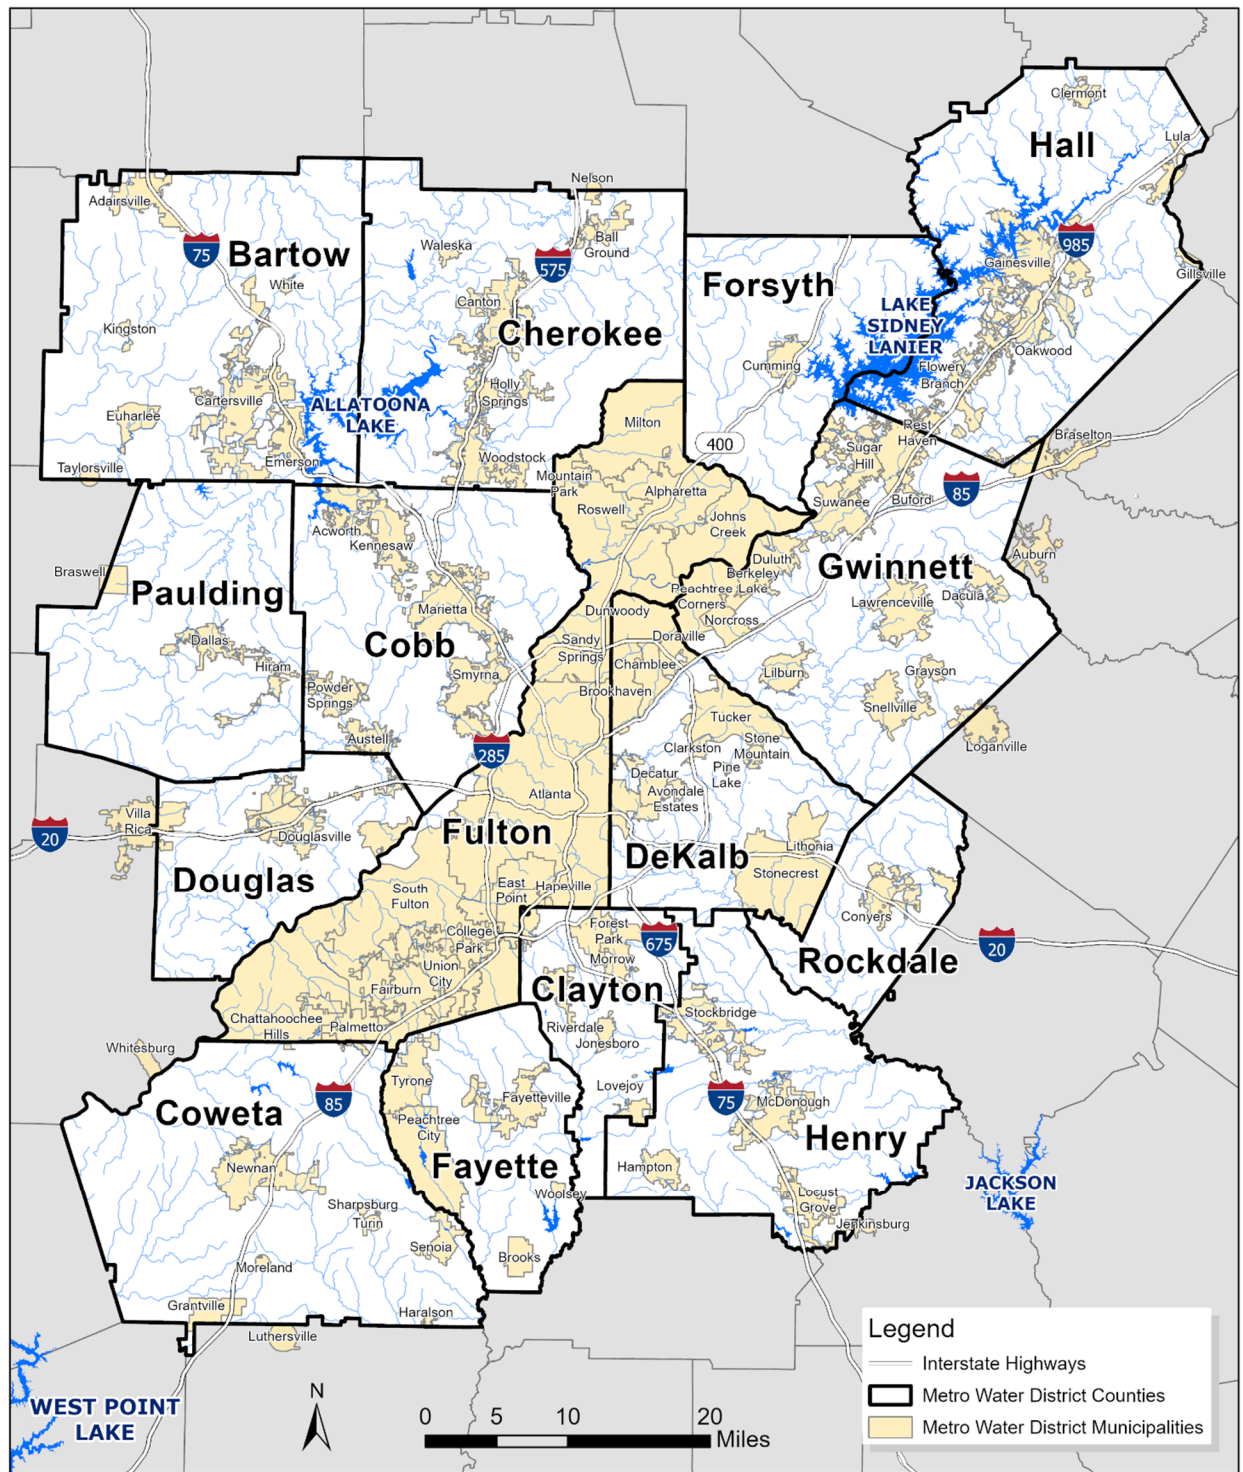 Clermont
Hall
Lula
Nelson
Adairsville
Ball
Ground
Waleska
75
Bartow
575
985
Gainesville
Gillsville
White
Forsyth
Canton
LAKE
SIDNEY
LANIER
Kingston
Cherokee
Oakwood
Cumming
Flowery
Branch
Holly
Springs
Cartersville
ALLATOONA
LAKE
Euharlee
Milton
Rest
Haven
400
Braselton
Sugar
Hill
Emerson
Taylorsville
Woodstock
Mountain
Park
Alpharetta
Roswell
Suwanee
Buford
85
Johns
Creek
Acworth
Kennesaw
Auburn
Duluth
Berkeley
Lake
Gwinnett
Braswell
Paulding
Peachtree
Corners
Lawrenceville
Dacula
Marietta
Dunwoody
Norcross
Dallas
Cobb
Sandy
Springs
Doraville
Chamblee
Hiram
Smyrna
Lilburn
Grayson
Powder
Springs
Brookhaven
Snellville
Tucker
Austell
285
Clarkston
Stone
Mountain
Loganville
Decatur
Pine
Lake
Avondale
Estates
Atlanta
Villa
Rica
20
Douglasville
Fulton
DeKalb
Lithonia
Stonecrest
Douglas
South
Fulton
East
Point
Hapeville
Conyers
College
Park
Forest
Park
675
20
Morrow
Rockdale
Union
City
Fairburn
Clayton
Chattahoochee
Hills
Palmetto
Riverdale
Jonesboro
Stockbridge
Whitesburg
Tyrone
Lovejoy
85
Fayetteville
75
McDonough
Coweta
Peachtree
City
Henry
Newnan
Fayette
Hampton
Woolsey
JACKSON
LAKE
Sharpsburg
Turin
Locust
Grove
Jenkinsburg
Senoia
Brooks
Moreland
Grantville
Haralson
Luthersville
WEST POINT
LAKE
N
0 5 10 20
Miles
Legend
Interstate Highways
Metro Water District Counties
Metro Water District Municipalities